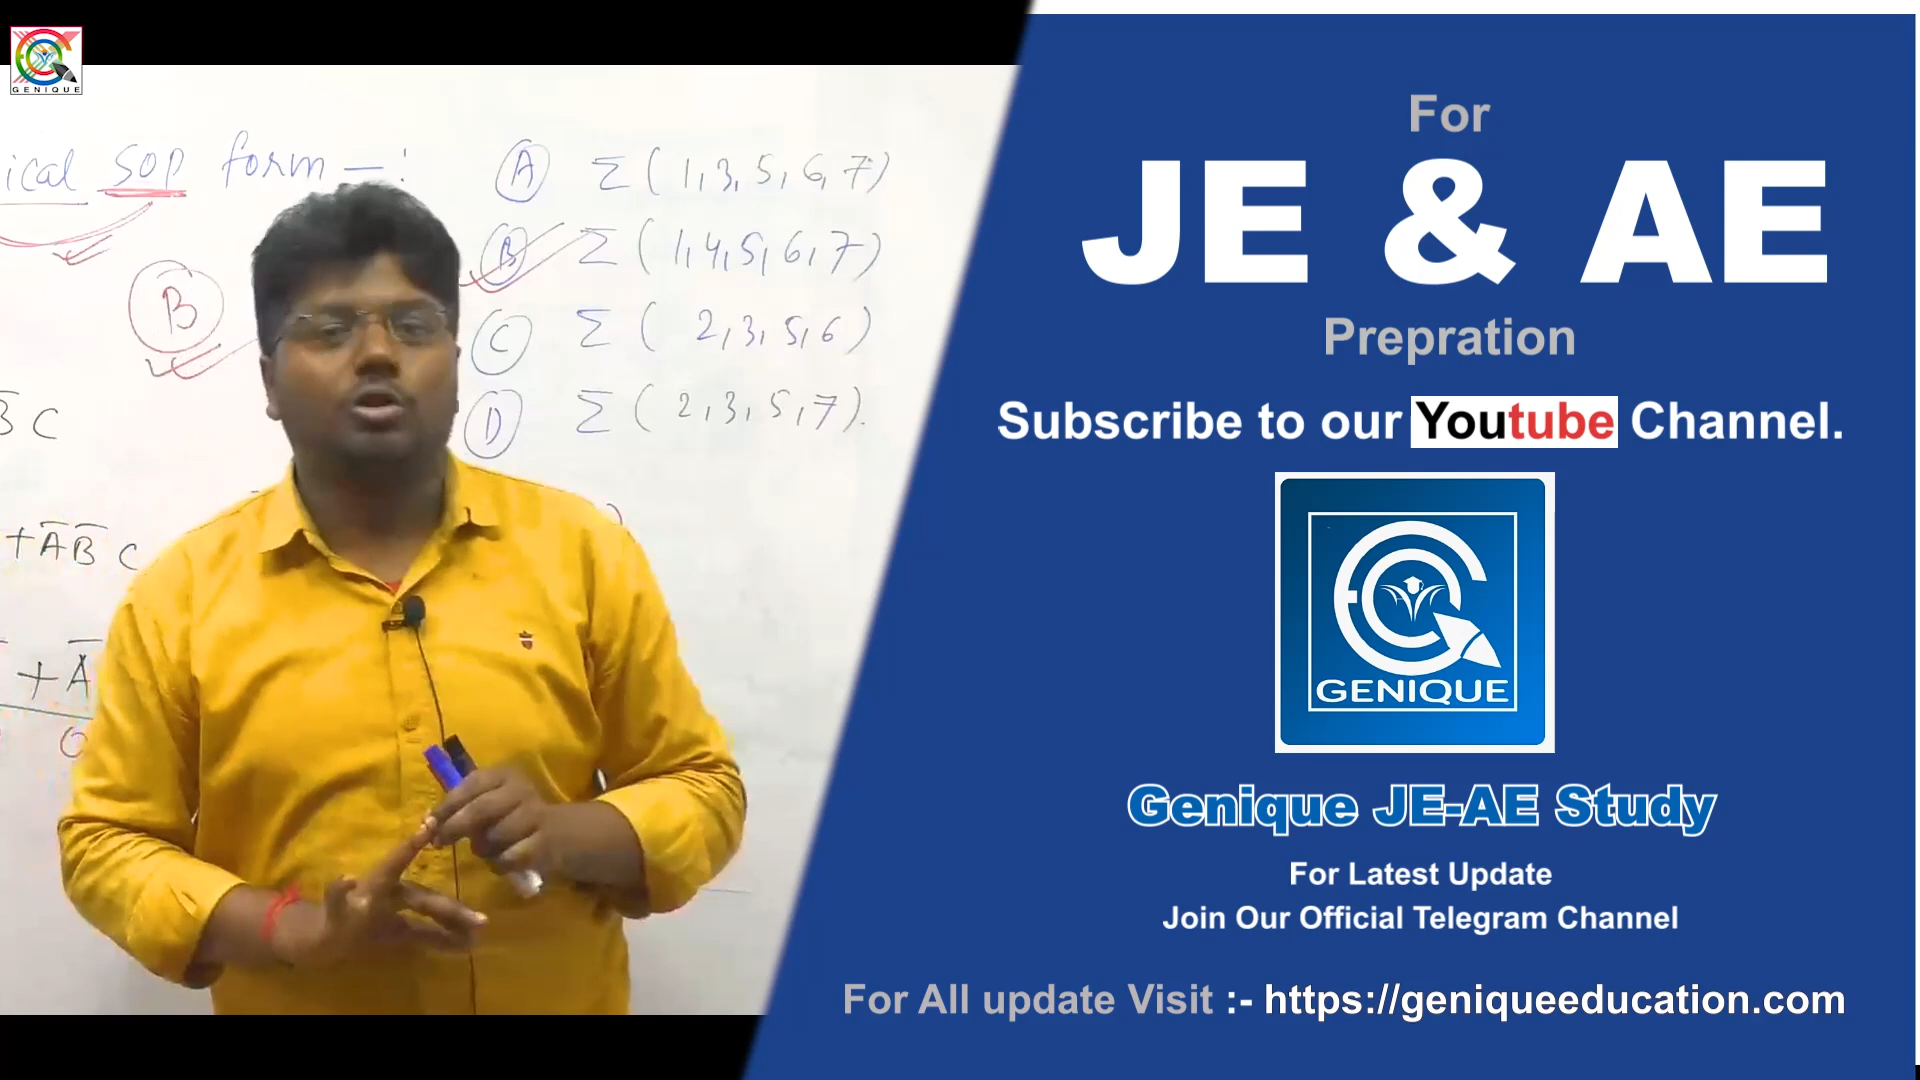 GENIQUE
ical SOP form - :
A Σ ( 1, 3, 5, 6, 7 )
B Σ ( 1, 4, 5, 6, 7 )
C Σ ( 2, 3, 5, 6 )
D Σ ( 2, 3, 5, 7 ).
B
B̅ C
+ A̅ B̅ C
+ A̅
0
For
JE & AE
Prepration
Subscribe to our Youtube Channel.
GENIQUE
Genique JE-AE Study
For Latest Update
Join Our Official Telegram Channel
For All update Visit :- https://geniqueeducation.com